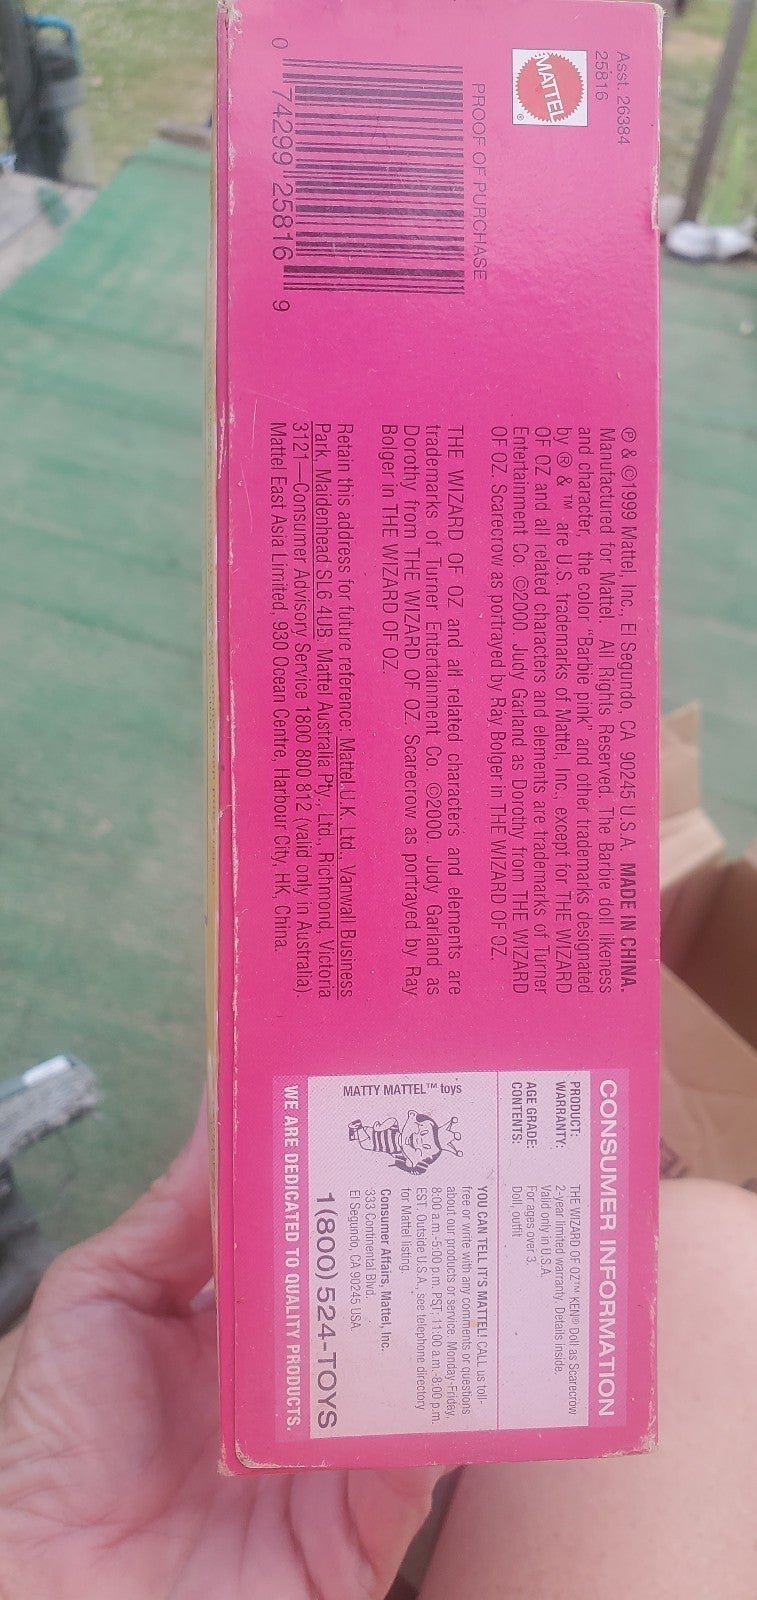 Asst. 26384
25816
MATTEL
®
PROOF OF PURCHASE
0 74299 25816 9
℗ & ©1999 Mattel, Inc., El Segundo, CA 90245 U.S.A. MADE IN CHINA.
Manufactured for Mattel. All Rights Reserved. The Barbie doll likeness
and character, the color "Barbie pink" and other trademarks designated
by ® & ™ are U.S. trademarks of Mattel, Inc., except for THE WIZARD
OF OZ and all related characters and elements are trademarks of Turner
Entertainment Co. ©2000. Judy Garland as Dorothy from THE WIZARD
OF OZ. Scarecrow as portrayed by Ray Bolger in THE WIZARD OF OZ.
THE WIZARD OF OZ and all related characters and elements are
trademarks of Turner Entertainment Co. ©2000. Judy Garland as
Dorothy from THE WIZARD OF OZ. Scarecrow as portrayed by Ray
Bolger in THE WIZARD OF OZ.
Retain this address for future reference: Mattel U.K. Ltd., Vanwall Business
Park, Maidenhead SL6 4UB. Mattel Australia Pty., Ltd., Richmond, Victoria
3121—Consumer Advisory Service 1800 800 812 (valid only in Australia).
Mattel East Asia Limited, 930 Ocean Centre, Harbour City, HK, China.
CONSUMER INFORMATION
PRODUCT: THE WIZARD OF OZ™ KEN® Doll as Scarecrow
WARRANTY: 2-year limited warranty. Details inside.
Valid only in U.S.A.
AGE GRADE: For ages over 3.
CONTENTS: Doll, outfit
MATTY MATTEL™ toys
YOU CAN TELL IT'S MATTEL! CALL us toll-
free or write with any comments or questions
about our products or service. Monday-Friday,
8:00 a.m.-5:00 p.m. PST, 11:00 a.m.-8:00 p.m.
EST. Outside U.S.A., see telephone directory
for Mattel listing.
Consumer Affairs, Mattel, Inc.
333 Continental Blvd.
El Segundo, CA 90245 USA
1(800) 524-TOYS
WE ARE DEDICATED TO QUALITY PRODUCTS.